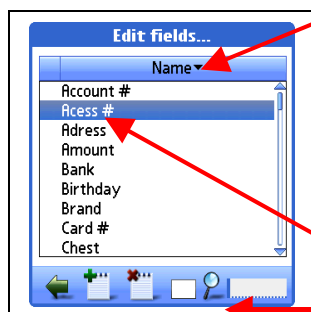 Edit fields...
Name
Account #
Acess #
Adress
Amount
Bank
Birthday
Brand
Card #
Chest